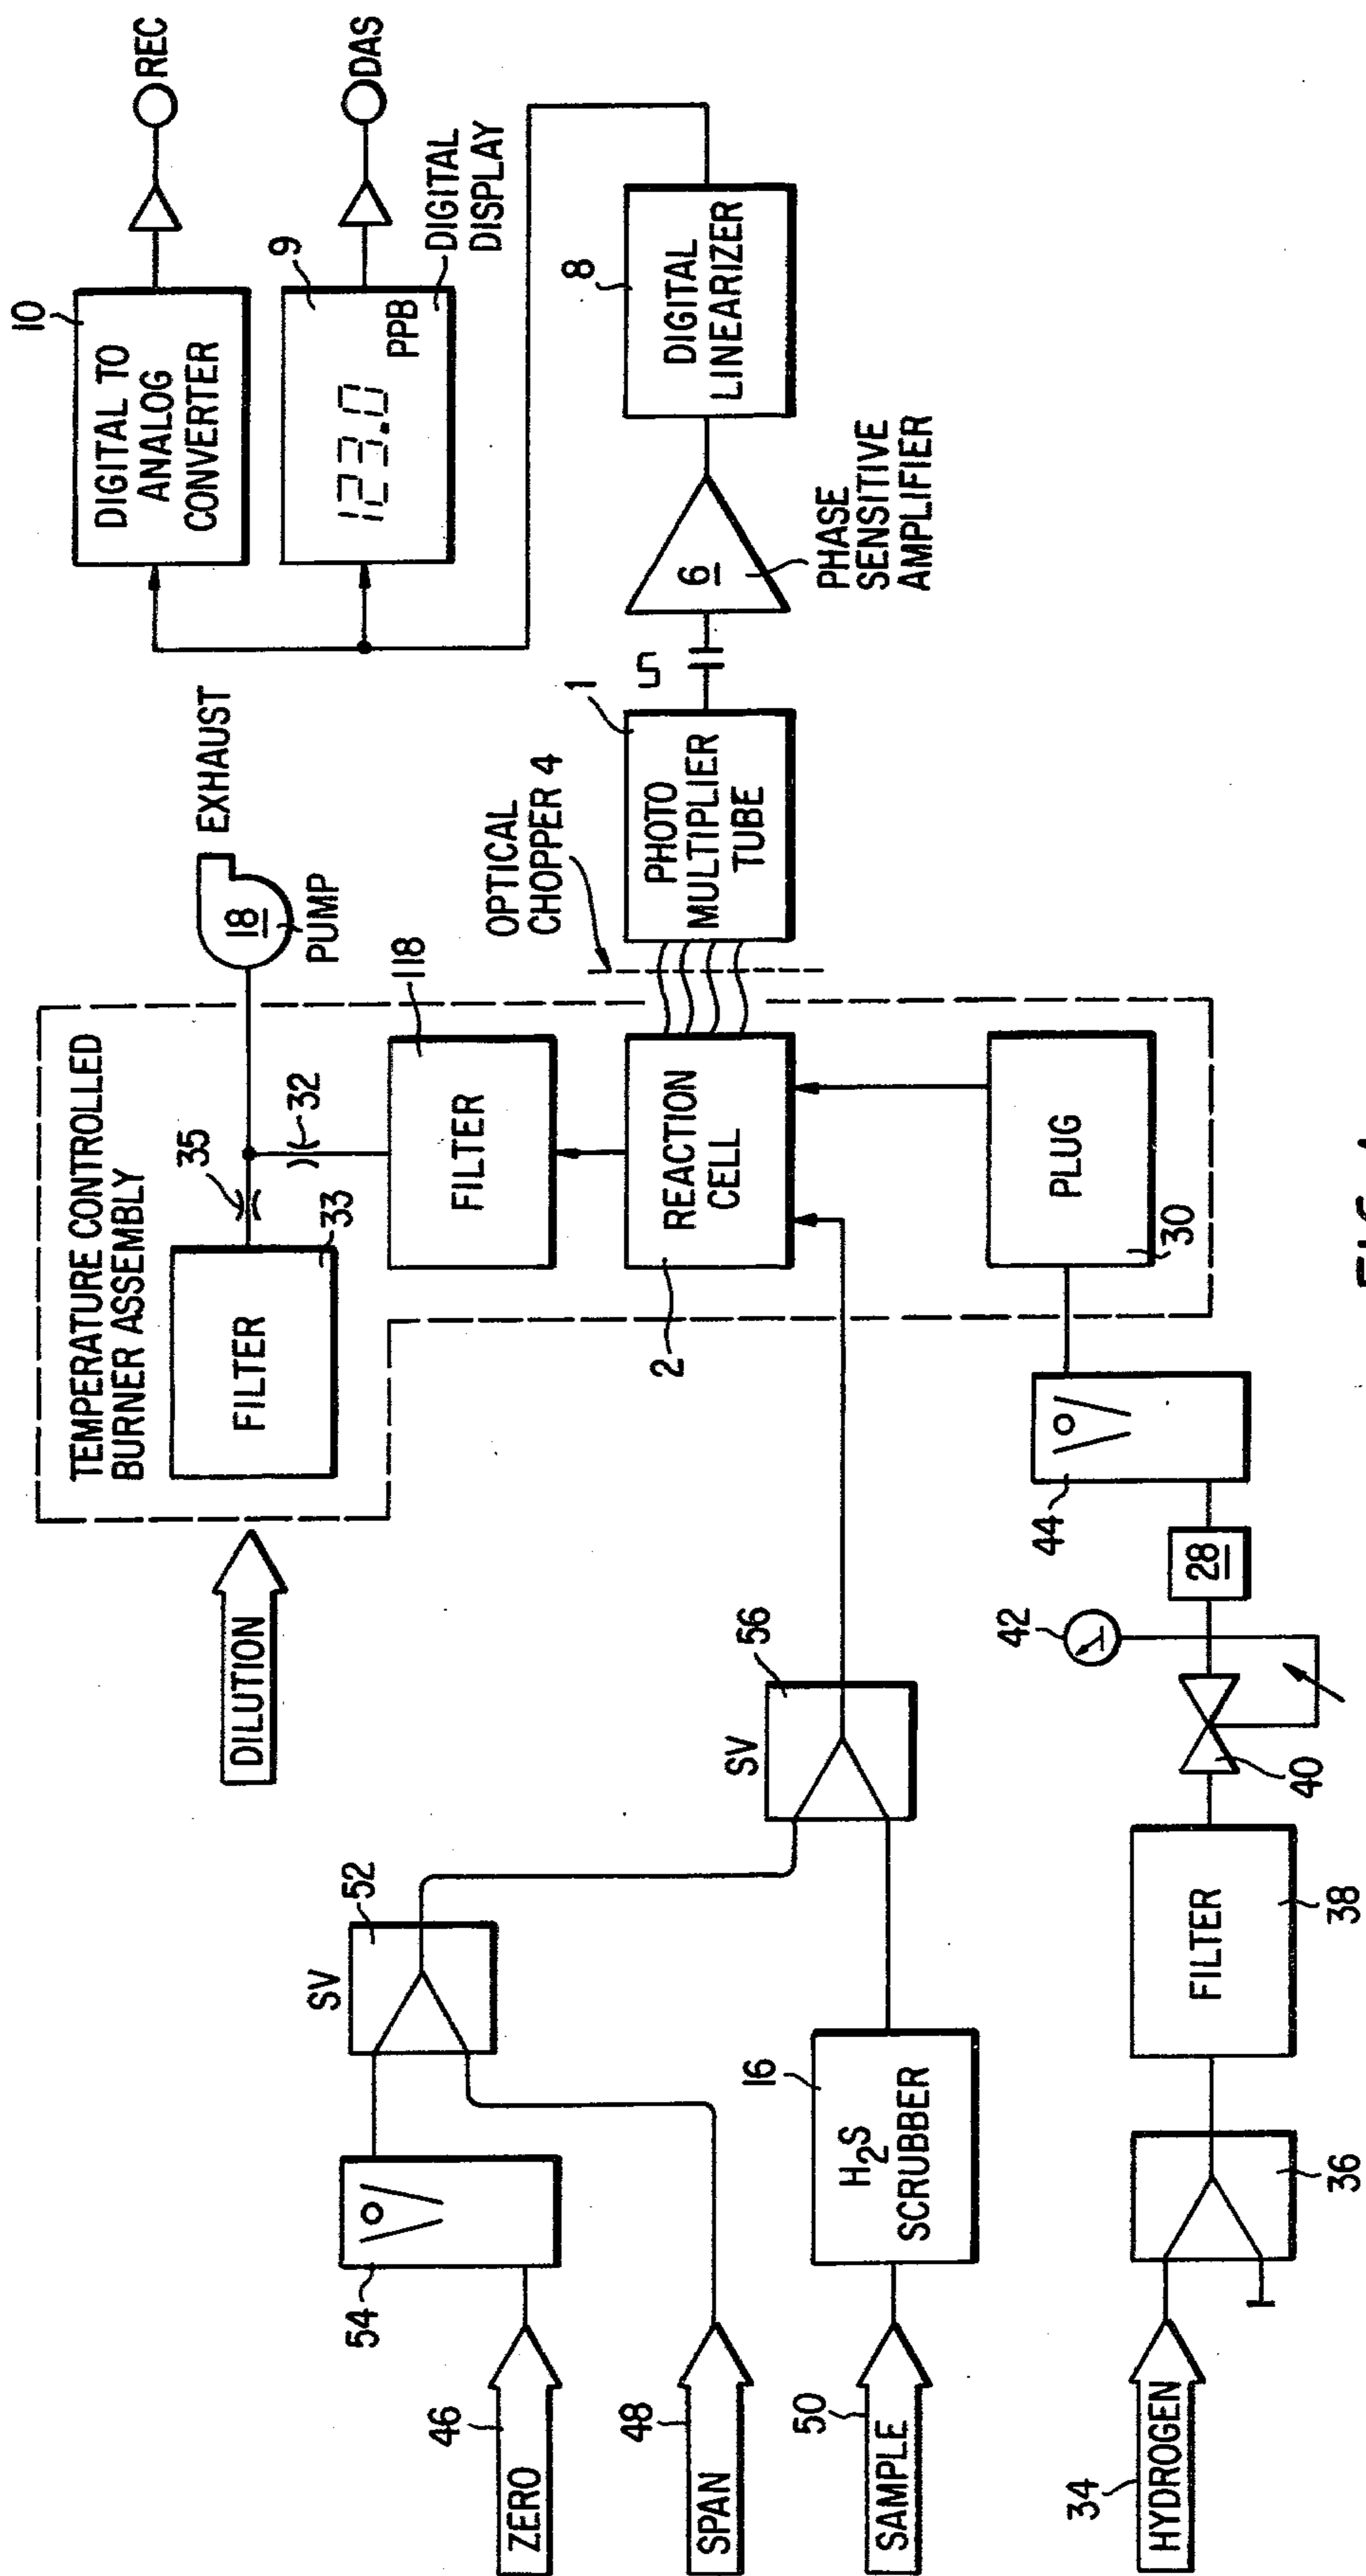 TEMPERATURE CONTROLLED
BURNER ASSEMBLY
DILUTION
FILTER
33
35
32
18
PUMP
EXHAUST
FILTER
118
10
DIGITAL TO
ANALOG
CONVERTER
REC
9
123.0
PPB
DAS
DIGITAL
DISPLAY
46
ZERO
54
SV
52
48
SPAN
50
SAMPLE
16
H2S
SCRUBBER
SV
56
2
REACTION
CELL
OPTICAL
CHOPPER 4
1
PHOTO
MULTIPLIER
TUBE
6
PHASE
SENSITIVE
AMPLIFIER
8
DIGITAL
LINEARIZER
34
HYDROGEN
36
FILTER
38
40
42
28
44
PLUG
30